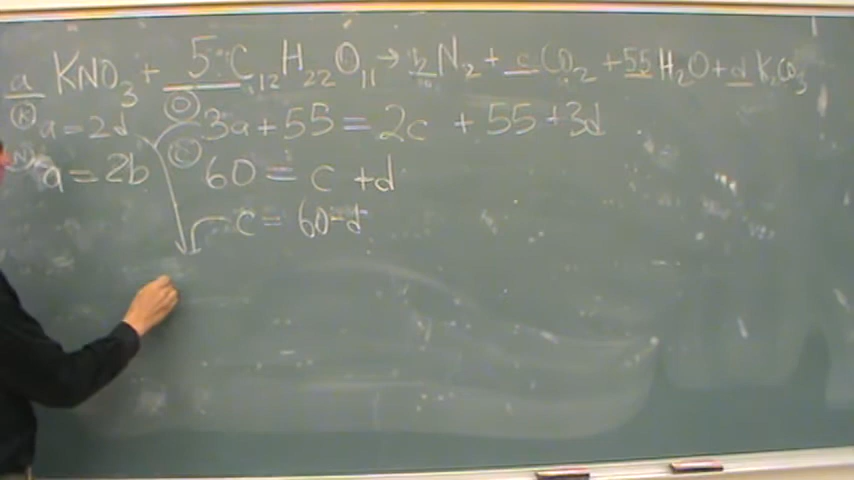 a KNO₃ + 5 C₁₂H₂₂O₁₁ → b N₂ + c CO₂ + 55 H₂O + d K₂CO₃
(K) a = 2d (O) 3a + 55 = 2c + 55 + 3d
(N) a = 2b (C) 60 = c + d
c = 60 - d